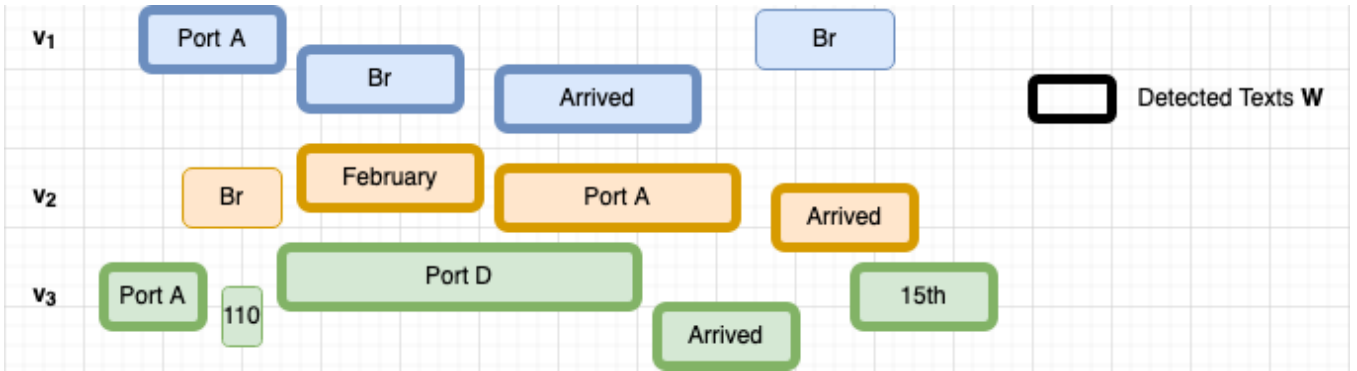 v1 Port A Br Arrived Br
Detected Texts W
v2 Br February Port A Arrived
v3 Port A 110 Port D Arrived 15th